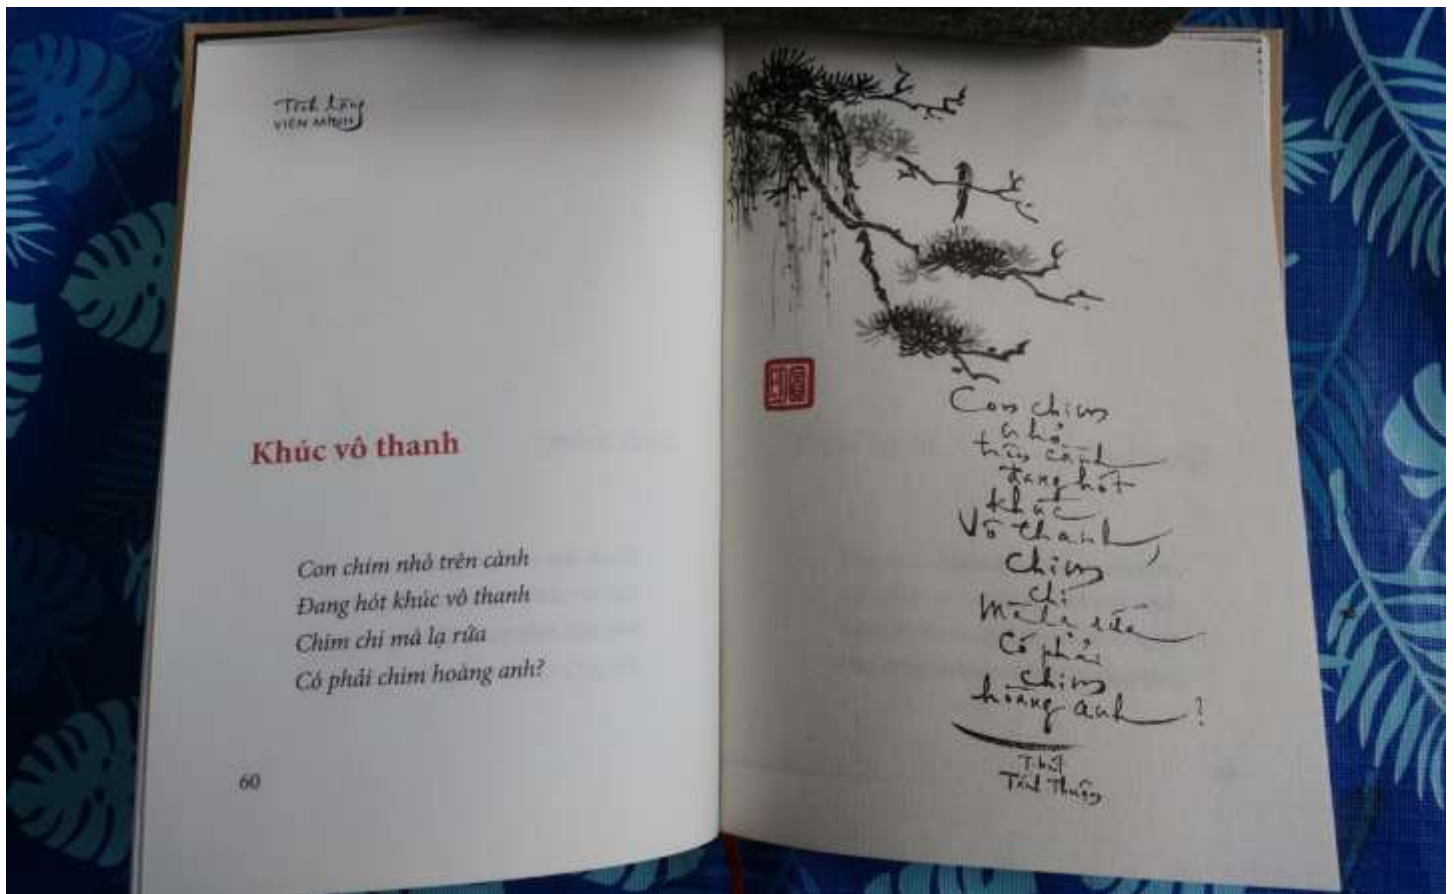 VIÊN MINH
Khúc vô thanh
Con chim nhỏ trên cành
Đang hót khúc vô thanh
Chim chi mà lạ rứa
Có phải chim hoàng anh?
60
Con chim
nhỏ
trên cành
đang hót
khúc
Vô thanh,
Chim
chi
Mà lạ rứa
Có phải
chim
hoàng anh?